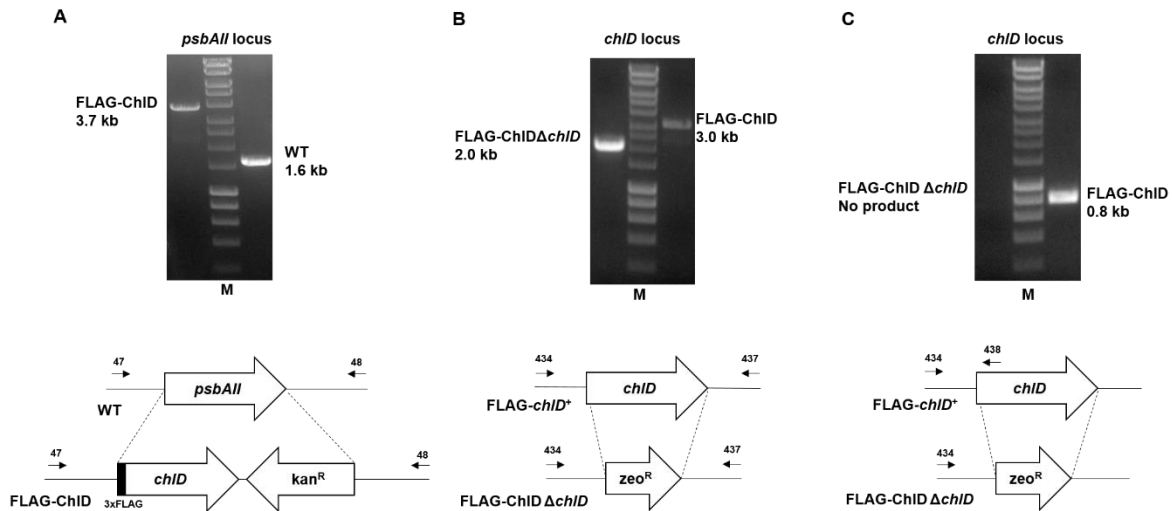 A
psbAII locus
FLAG-ChlD
3.7 kb
WT
1.6 kb
M
47
48
psbAII
WT
47
48
chlD
kanR
3xFLAG
FLAG-ChlD
B
chlD locus
FLAG-ChlDΔchlD
2.0 kb
FLAG-ChlD
3.0 kb
M
434
437
chlD
FLAG-chlD+
434
437
zeoR
FLAG-ChlD ΔchlD
C
chlD locus
FLAG-ChlD ΔchlD
No product
FLAG-ChlD
0.8 kb
M
434
438
chlD
FLAG-chlD+
434
zeoR
FLAG-ChlD ΔchlD